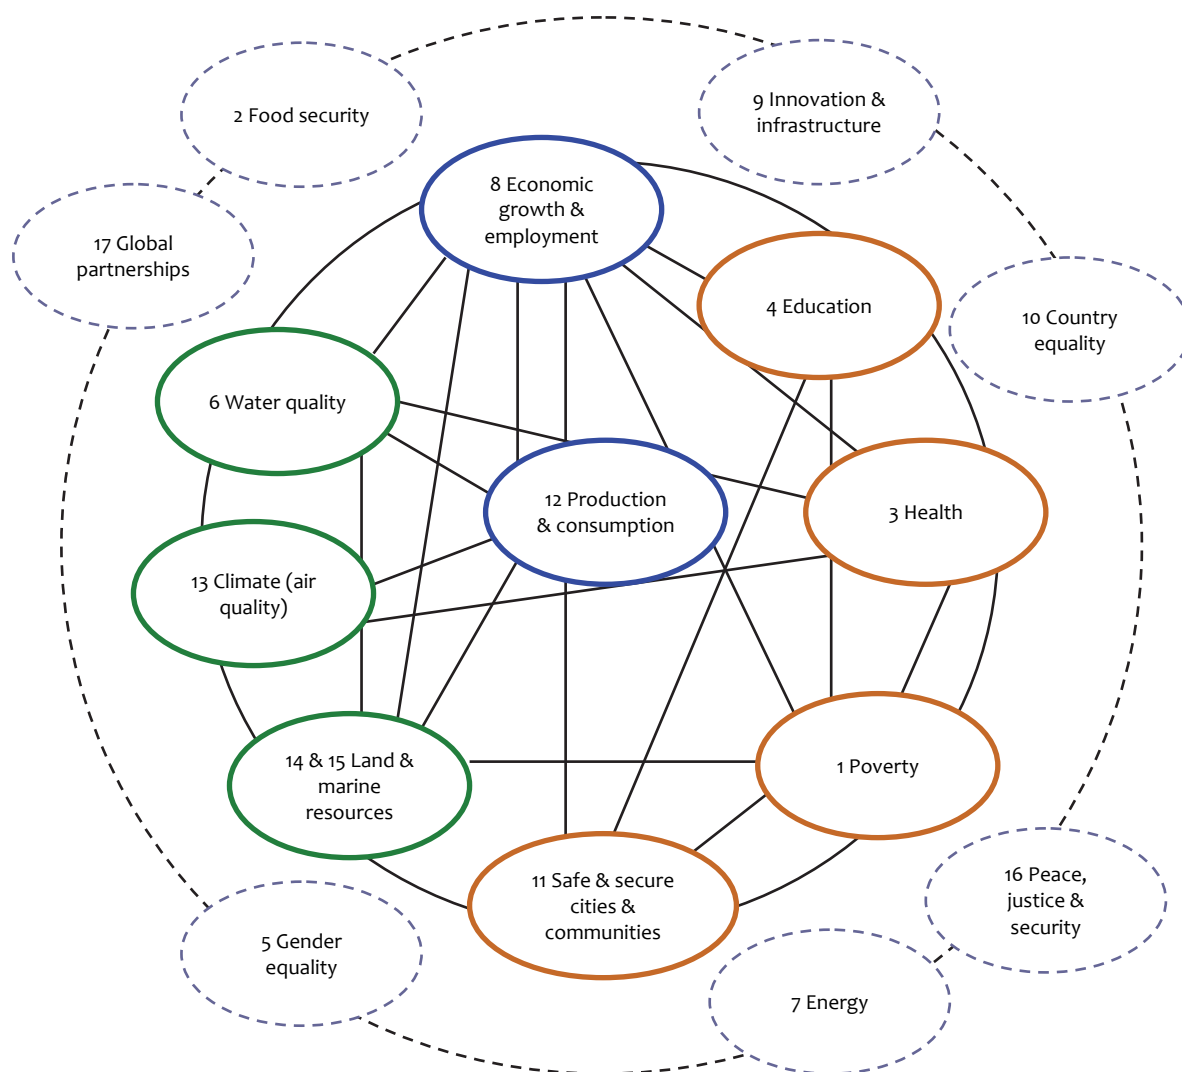 2 Food security
9 Innovation &
infrastructure
8 Economic
growth &
employment
17 Global
partnerships
4 Education
10 Country
equality
6 Water quality
12 Production
& consumption
3 Health
13 Climate (air
quality)
14 & 15 Land &
marine
resources
1 Poverty
11 Safe & secure
cities &
communities
16 Peace,
justice &
security
5 Gender
equality
7 Energy